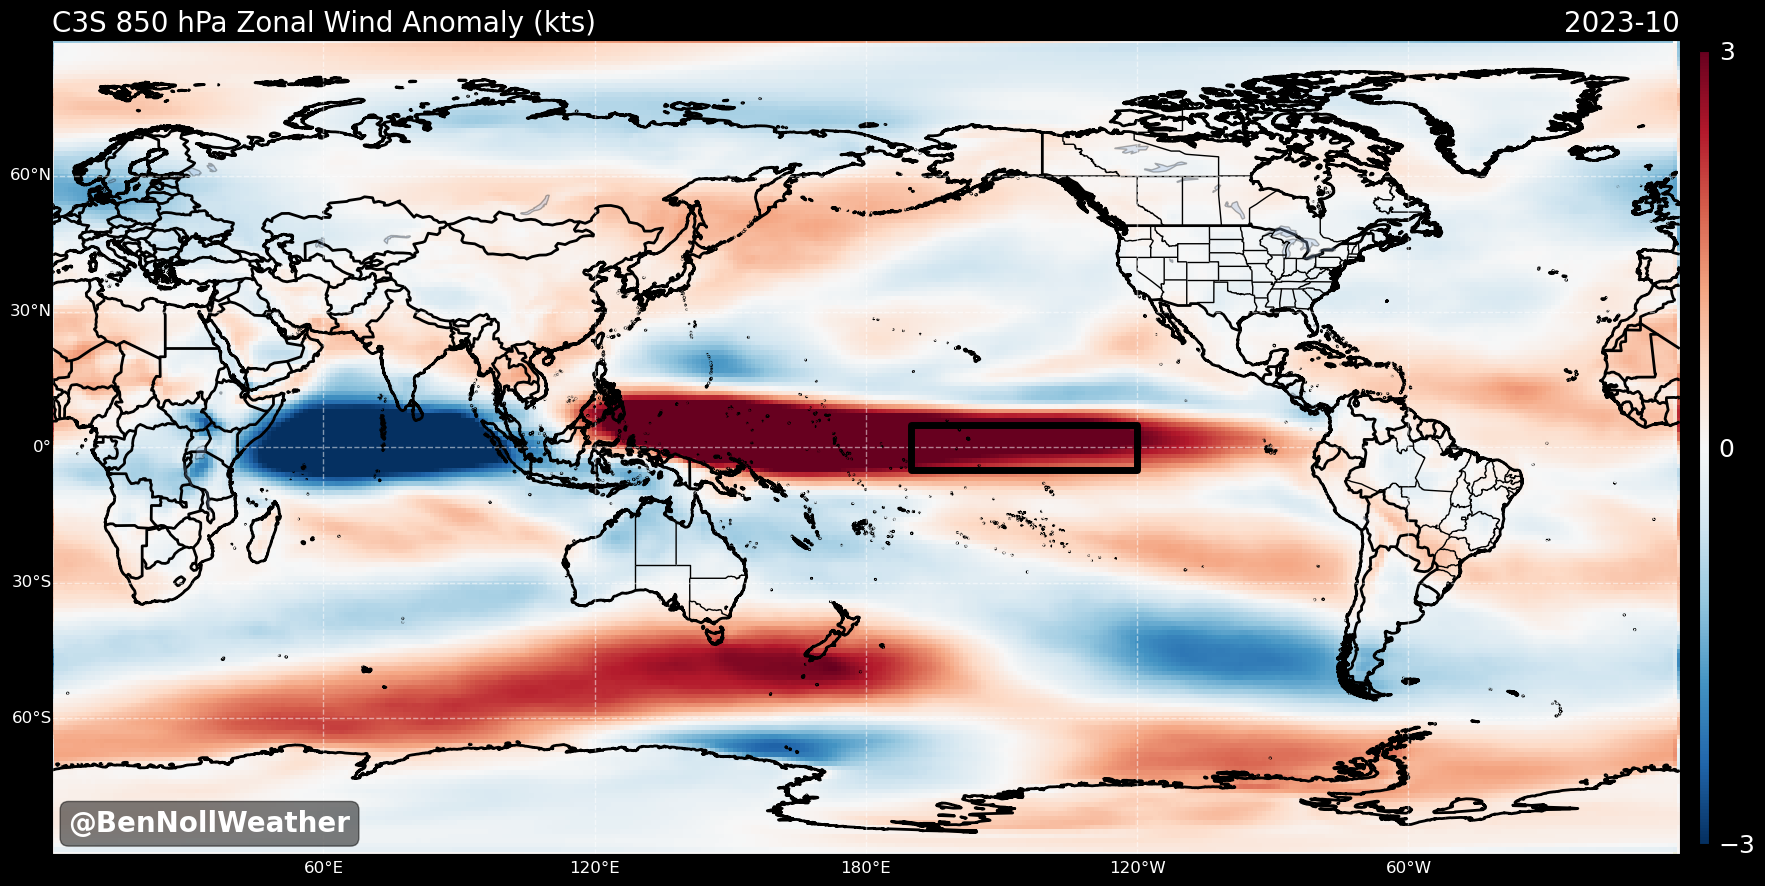 C3S 850 hPa Zonal Wind Anomaly (kts) 2023-10
3
60°N
30°N
0°
0
30°S
60°S
@BenNollWeather
−3
60°E 120°E 180°E 120°W 60°W